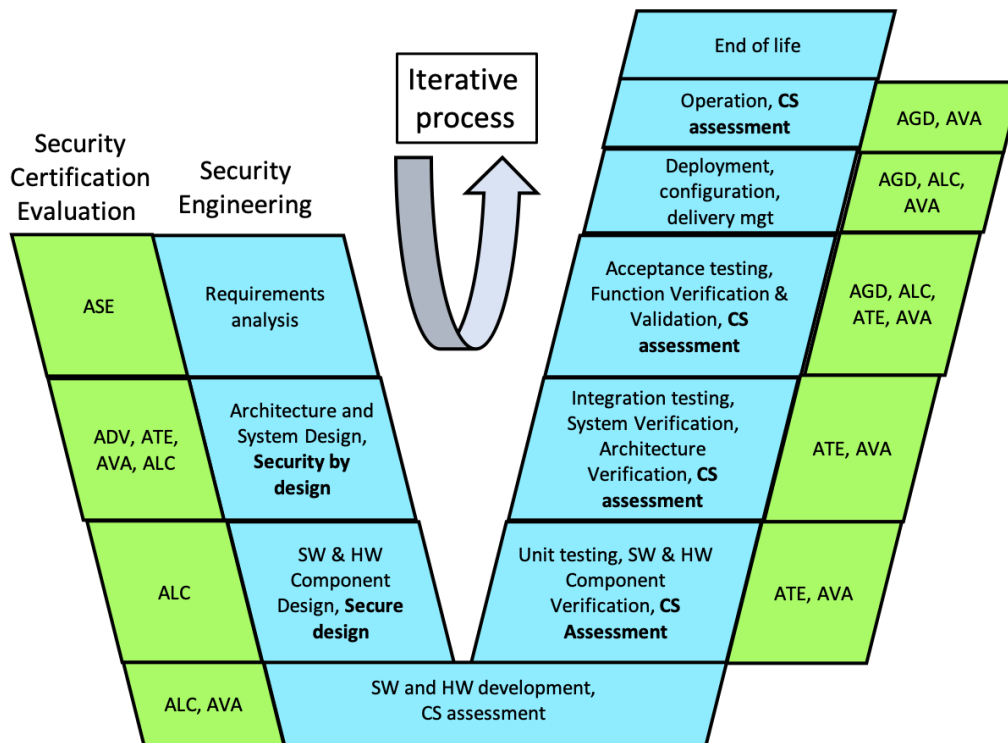 End of life
Iterative
process
Operation, CS
assessment
AGD, AVA
Security
Certification
Evaluation
Security
Engineering
Deployment,
configuration,
delivery mgt
AGD, ALC,
AVA
ASE
Requirements
analysis
Acceptance testing,
Function Verification &
Validation, CS
assessment
AGD, ALC,
ATE, AVA
ADV, ATE,
AVA, ALC
Architecture and
System Design,
Security by
design
Integration testing,
System Verification,
Architecture
Verification, CS
assessment
ATE, AVA
ALC
SW & HW
Component
Design, Secure
design
Unit testing, SW & HW
Component
Verification, CS
Assessment
ATE, AVA
ALC, AVA
SW and HW development,
CS assessment